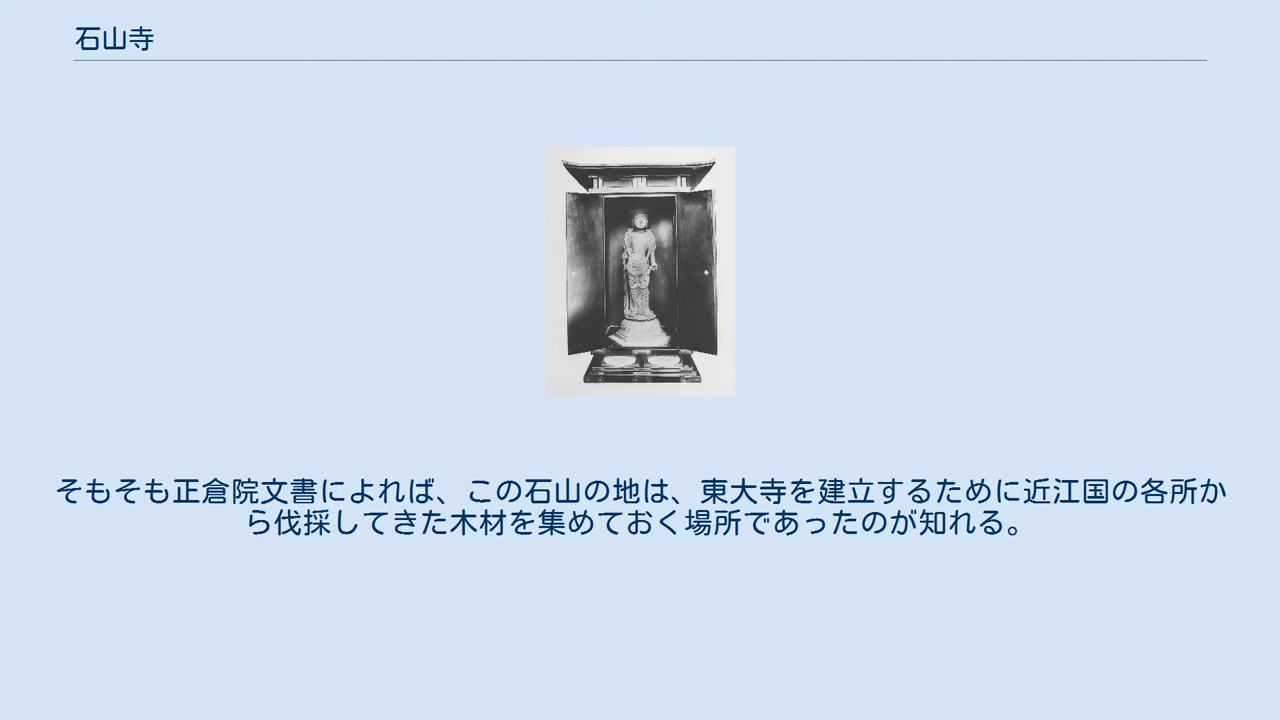 石山寺
そもそも正倉院文書によれば、この石山の地は、東大寺を建立するために近江国の各所か
ら伐採してきた木材を集めておく場所であったのが知れる。